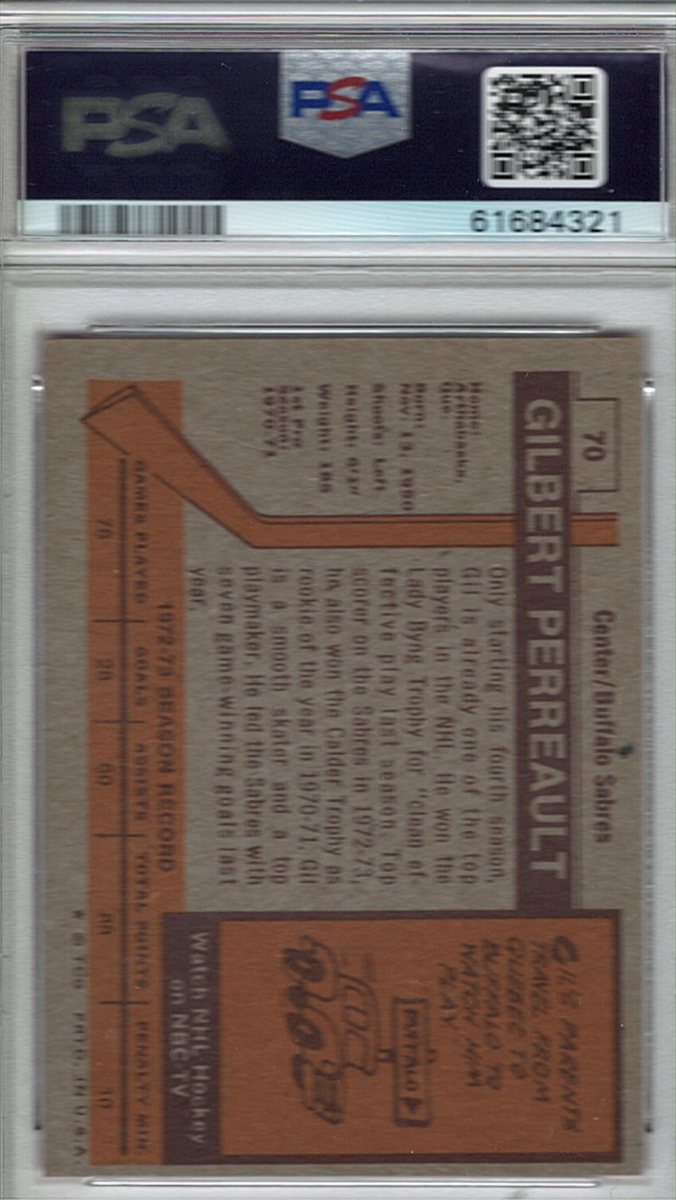 PSA
PSA
61684321
70
Center/Buffalo Sabres
GILBERT PERREAULT
Home:
Que.
Born:
Nov. 13, 1950
Shoots: Left
Weight: 195
1st Pro
Season:
1970-71
Only starting his fourth season,
Gil is already one of the top
players in the NHL. He won the
Lady Byng Trophy for "clean ef-
fective play last season. Top
scorer on the Sabres in 1972-73,
he also won the Calder Trophy as
rookie of the year in 1970-71. Gil
is a smooth skater and a top
playmaker. He led the Sabres with
seven game-winning goals last
year.
GIL'S PARENTS
TRAVEL FROM
QUEBEC TO
BUFFALO TO
WATCH HIM
PLAY.
BUFFALO
Watch NHL Hockey
on NBC-TV
1972-73 SEASON RECORD
GAMES PLAYED GOALS ASSISTS TOTAL POINTS PENALTY MIN.
78 28 60 88 10
* © TCG PRTD. IN U.S.A.